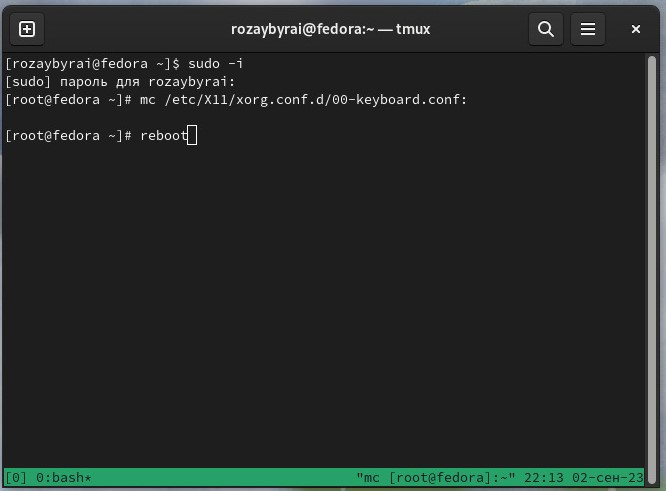 rozaybyrai@fedora:~ — tmux
[rozaybyrai@fedora ~]$ sudo -i
[sudo] пароль для rozaybyrai:
[root@fedora ~]# mc /etc/X11/xorg.conf.d/00-keyboard.conf:
[root@fedora ~]# reboot
[0] 0:bash* "mc [root@fedora]:~" 22:13 02-сен-23